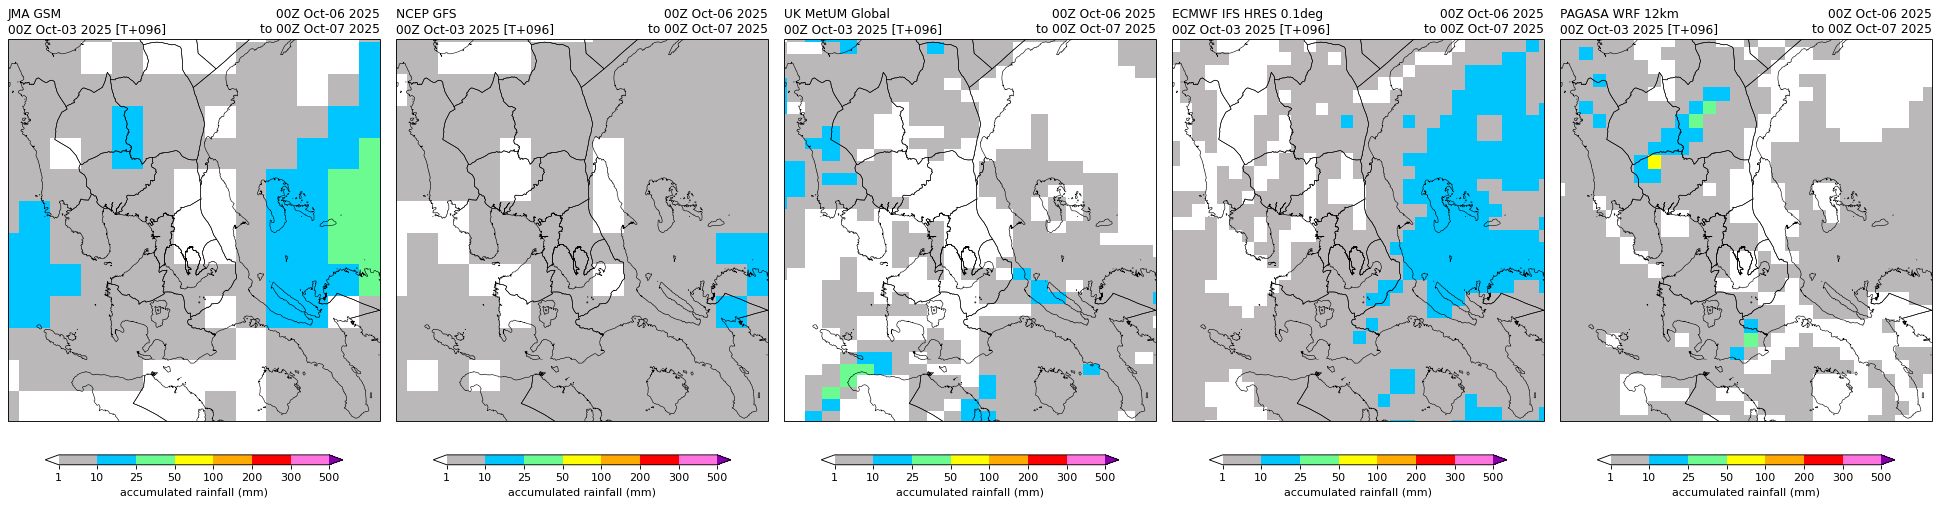 JMA GSM
00Z Oct-03 2025 [T+096]
00Z Oct-06 2025
to 00Z Oct-07 2025
NCEP GFS
00Z Oct-03 2025 [T+096]
00Z Oct-06 2025
to 00Z Oct-07 2025
UK MetUM Global
00Z Oct-03 2025 [T+096]
00Z Oct-06 2025
to 00Z Oct-07 2025
ECMWF IFS HRES 0.1deg
00Z Oct-03 2025 [T+096]
00Z Oct-06 2025
to 00Z Oct-07 2025
PAGASA WRF 12km
00Z Oct-03 2025 [T+096]
00Z Oct-06 2025
to 00Z Oct-07 2025
1 10 25 50 100 200 300 500
accumulated rainfall (mm)
1 10 25 50 100 200 300 500
accumulated rainfall (mm)
1 10 25 50 100 200 300 500
accumulated rainfall (mm)
1 10 25 50 100 200 300 500
accumulated rainfall (mm)
1 10 25 50 100 200 300 500
accumulated rainfall (mm)